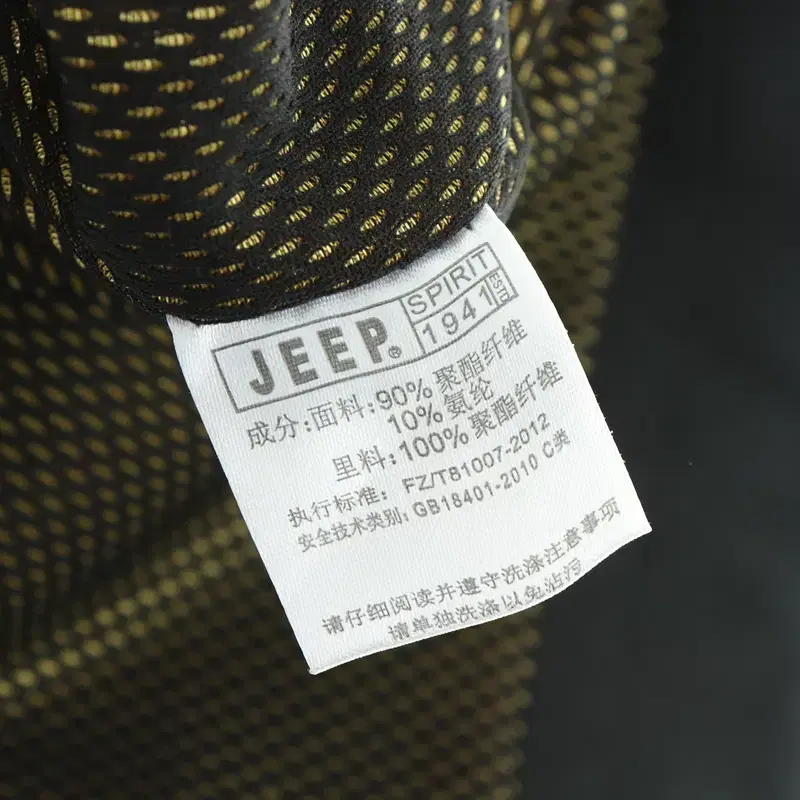 JEEP®
SPIRIT
1941
ESTD
成分:面料:90% 聚酯纤维
10% 氨纶
里料:100% 聚酯纤维
执行标准: FZ/T81007-2012
安全技术类别: GB18401-2010 C类
请仔细阅读并遵守洗涤注意事项
请单独洗涤以免沾污